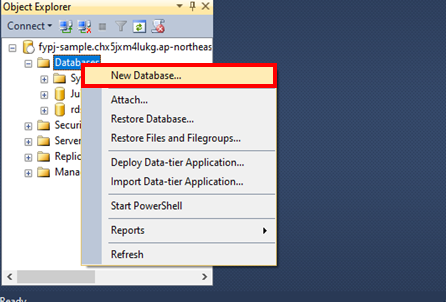 Object Explorer
Connect
fypj-sample.chx5jxm4lukg.ap-northeas
Databases
New Database...
Sy
Attach...
Ju
Restore Database...
rd
Restore Files and Filegroups...
Securi
Server
Deploy Data-tier Application...
Replic
Import Data-tier Application...
Mana
Start PowerShell
Reports
Refresh
Ready